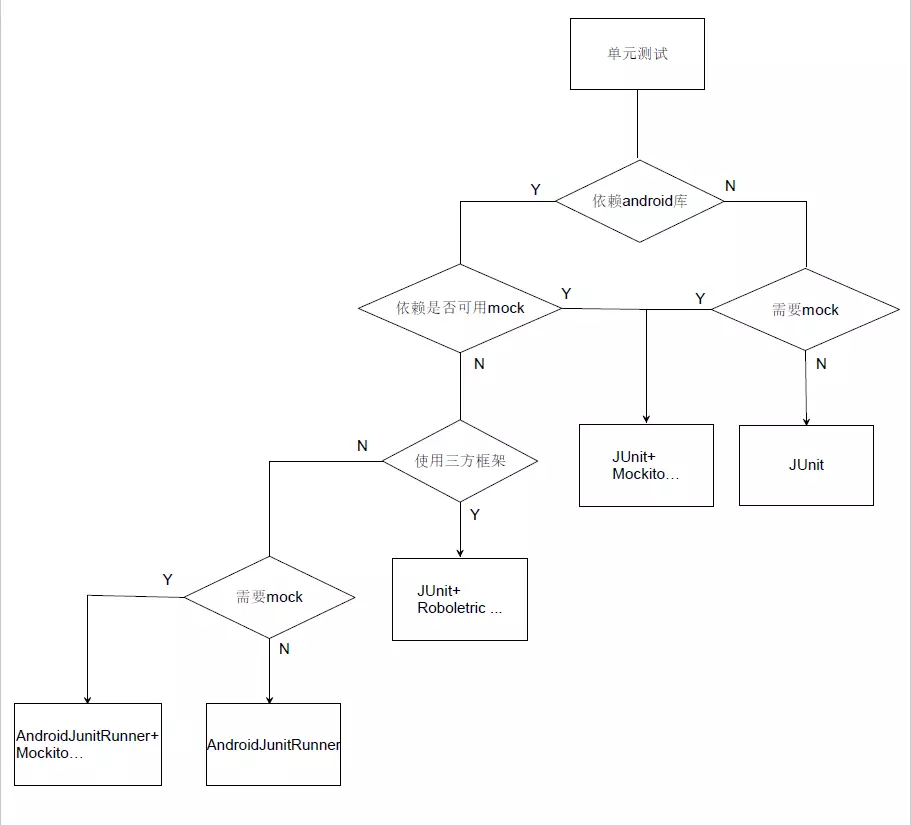 单元测试
Y
N
依赖android库
依赖是否可用mock
Y
Y
需要mock
N
N
N
使用三方框架
JUnit+
Mockito…
JUnit
Y
Y
需要mock
JUnit+
Roboletric ...
N
AndroidJunitRunner+
Mockito…
AndroidJunitRunner